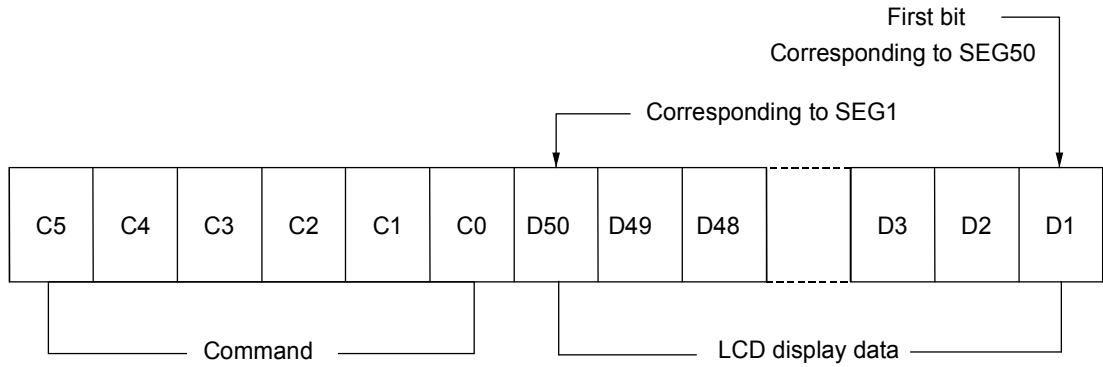 First bit
Corresponding to SEG50
Corresponding to SEG1
C5 C4 C3 C2 C1 C0 D50 D49 D48 D3 D2 D1
Command LCD display data